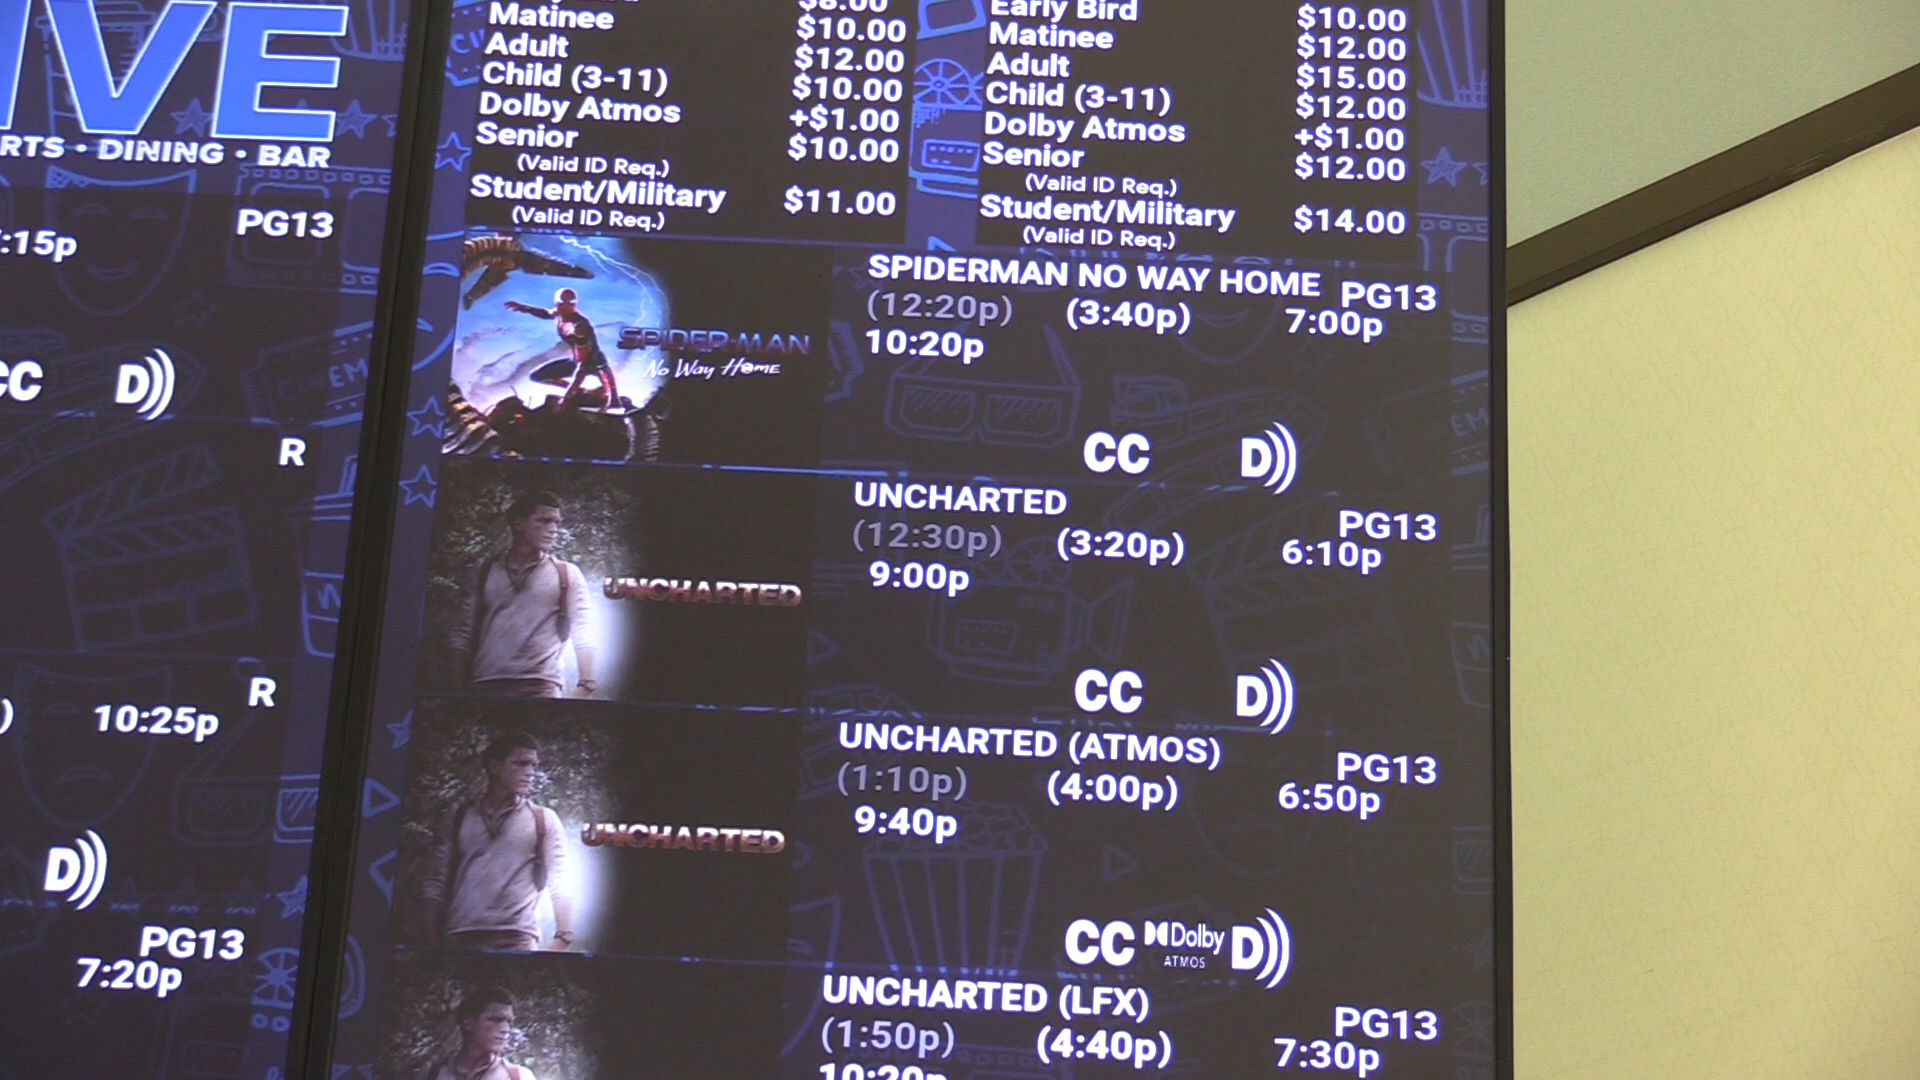 IVE
RTS • DINING • BAR
PG13
:15p
CC D
R
R
) 10:25p
D
PG13
7:20p
$8.00
Matinee $10.00
Adult $12.00
Child (3-11) $10.00
Dolby Atmos +$1.00
Senior $10.00
(Valid ID Req.)
Student/Military $11.00
(Valid ID Req.)
Early Bird $10.00
Matinee $12.00
Adult $15.00
Child (3-11) $12.00
Dolby Atmos +$1.00
Senior $12.00
(Valid ID Req.)
Student/Military $14.00
(Valid ID Req.)
SPIDER-MAN
No Way Home
SPIDERMAN NO WAY HOME PG13
(12:20p) (3:40p) 7:00p
10:20p
CC D
UNCHARTED
UNCHARTED PG13
(12:30p) (3:20p) 6:10p
9:00p
CC D
UNCHARTED
UNCHARTED (ATMOS) PG13
(1:10p) (4:00p) 6:50p
9:40p
CC Dolby D
ATMOS
UNCHARTED (LFX) PG13
(1:50p) (4:40p) 7:30p
10:20p